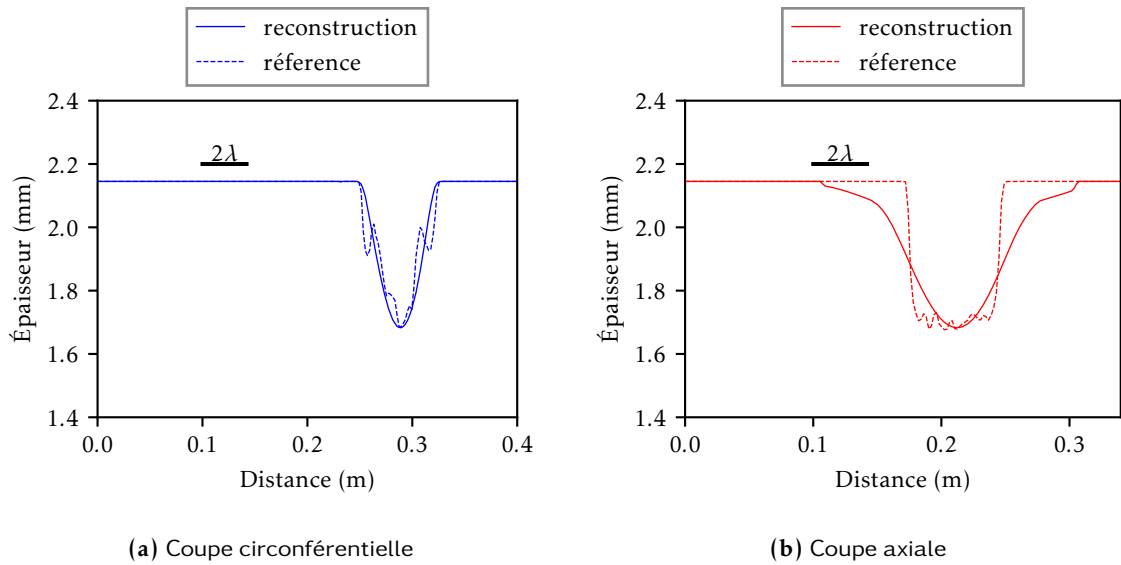 reconstruction
réference
2.4
2.2
2.0
1.8
1.6
1.4
Épaisseur (mm)
2λ
0.0 0.1 0.2 0.3 0.4
Distance (m)
(a) Coupe circonférentielle
reconstruction
réference
2.4
2.2
2.0
1.8
1.6
1.4
Épaisseur (mm)
2λ
0.0 0.1 0.2 0.3
Distance (m)
(b) Coupe axiale